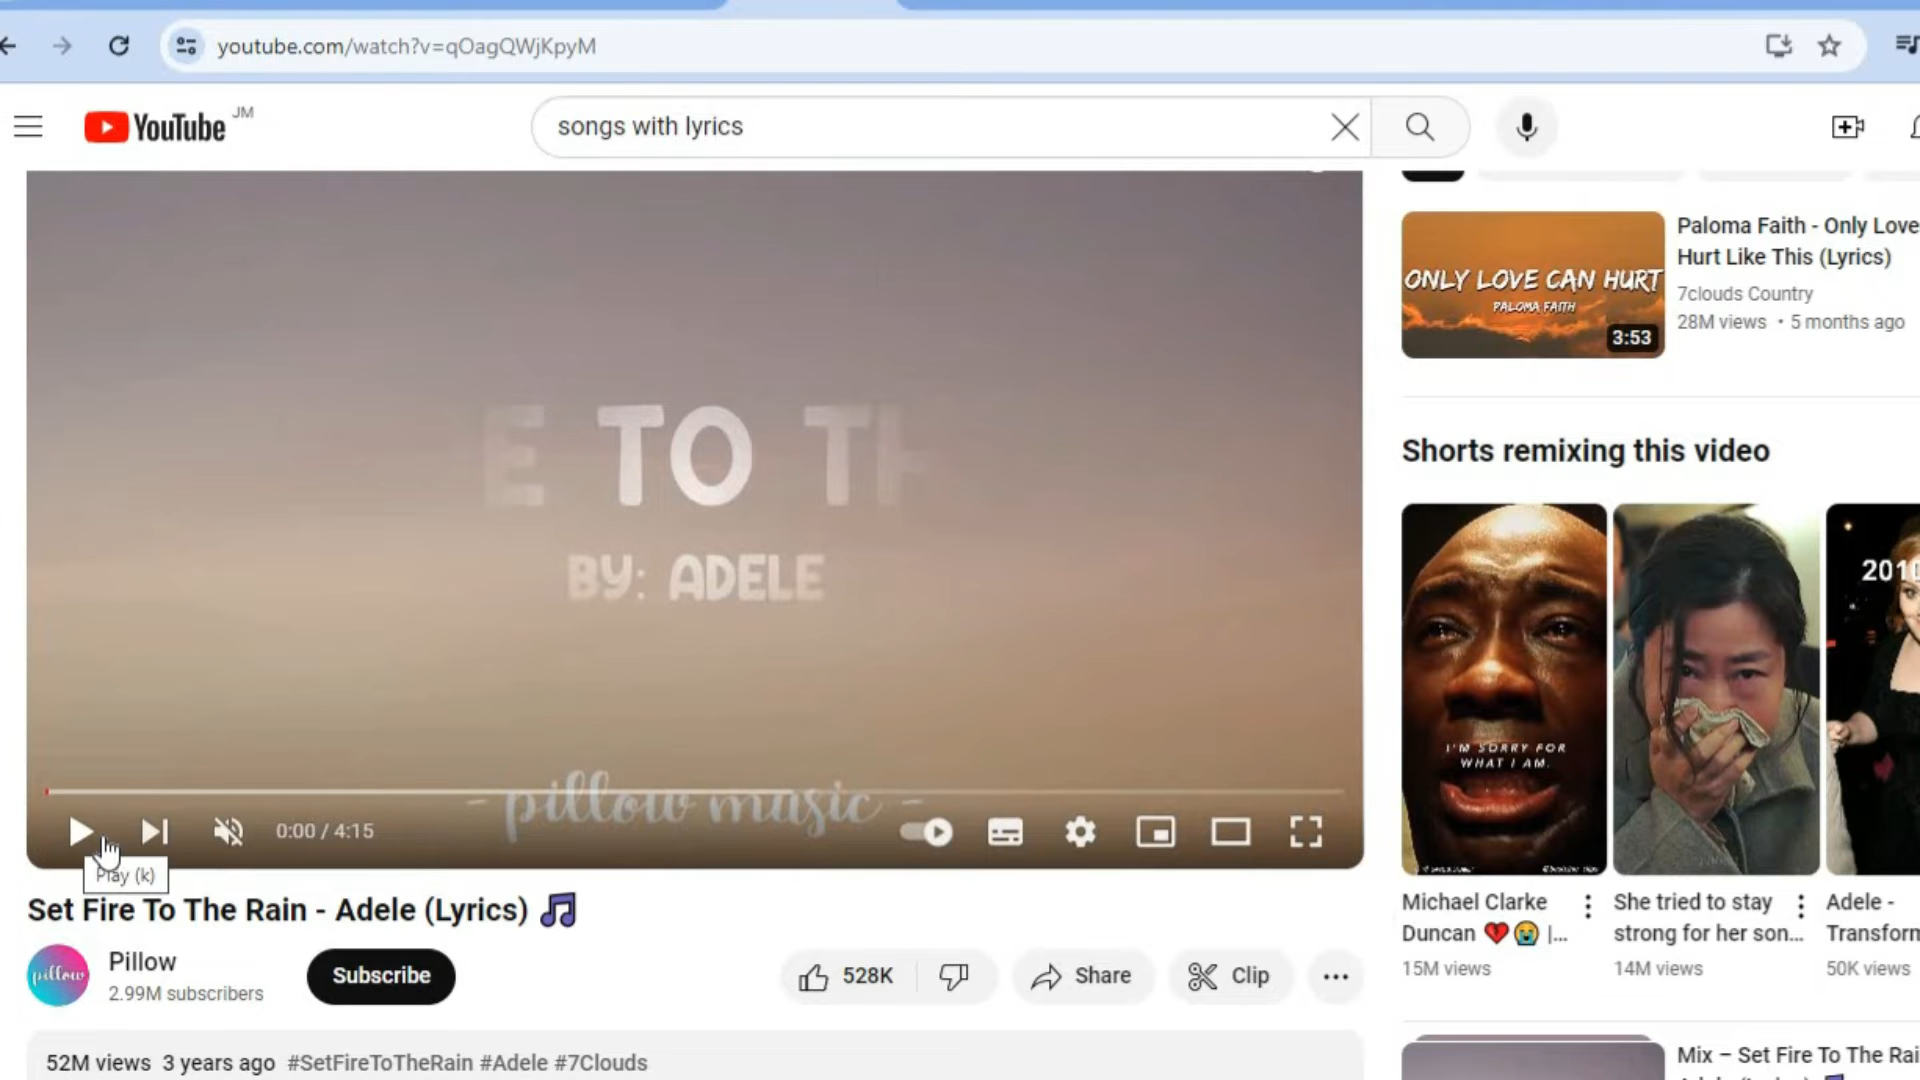 youtube.com/watch?v=qOagQWjKpyM
YouTube JM
songs with lyrics
E TO TH
BY: ADELE
- pillow music -
0:00 / 4:15
Play (k)
Set Fire To The Rain - Adele (Lyrics) 🎵
pillow
Pillow
2.99M subscribers
Subscribe
528K
Share
Clip
52M views 3 years ago #SetFireToTheRain #Adele #7Clouds
ONLY LOVE CAN HURT
PALOMA FAITH
3:53
Paloma Faith - Only Love
Hurt Like This (Lyrics)
7clouds Country
28M views • 5 months ago
Shorts remixing this video
I'M SORRY FOR
WHAT I AM.
Michael Clarke
Duncan 💔😭 |...
15M views
She tried to stay
strong for her son...
14M views
2010
Adele -
Transform
50K views
Mix – Set Fire To The Rai